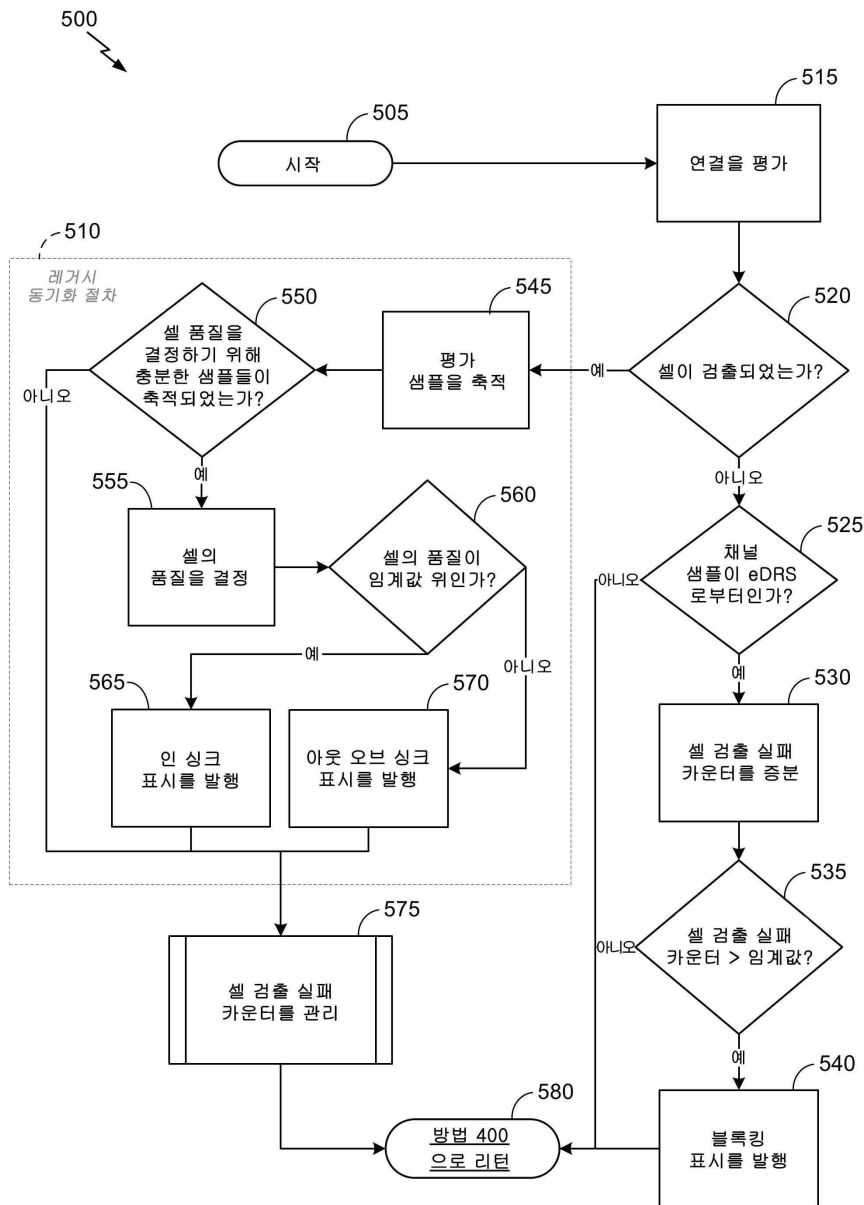 500
505
시작
515
연결을 평가
510
레거시
동기화 절차
550
셀 품질을
결정하기 위해
충분한 샘플들이
축적되었는가?
아니오
예
545
평가
샘플을 축적
예
520
셀이 검출되었는가?
아니오
525
채널
샘플이 eDRS
로부터인가?
아니오
예
555
셀의
품질을 결정
560
셀의 품질이
임계값 위인가?
예
아니오
565
인 싱크
표시를 발행
570
아웃 오브 싱크
표시를 발행
530
셀 검출 실패
카운터를 증분
535
셀 검출 실패
카운터 > 임계값?
아니오
예
575
셀 검출 실패
카운터를 관리
540
블록킹
표시를 발행
580
방법 400
으로 리턴